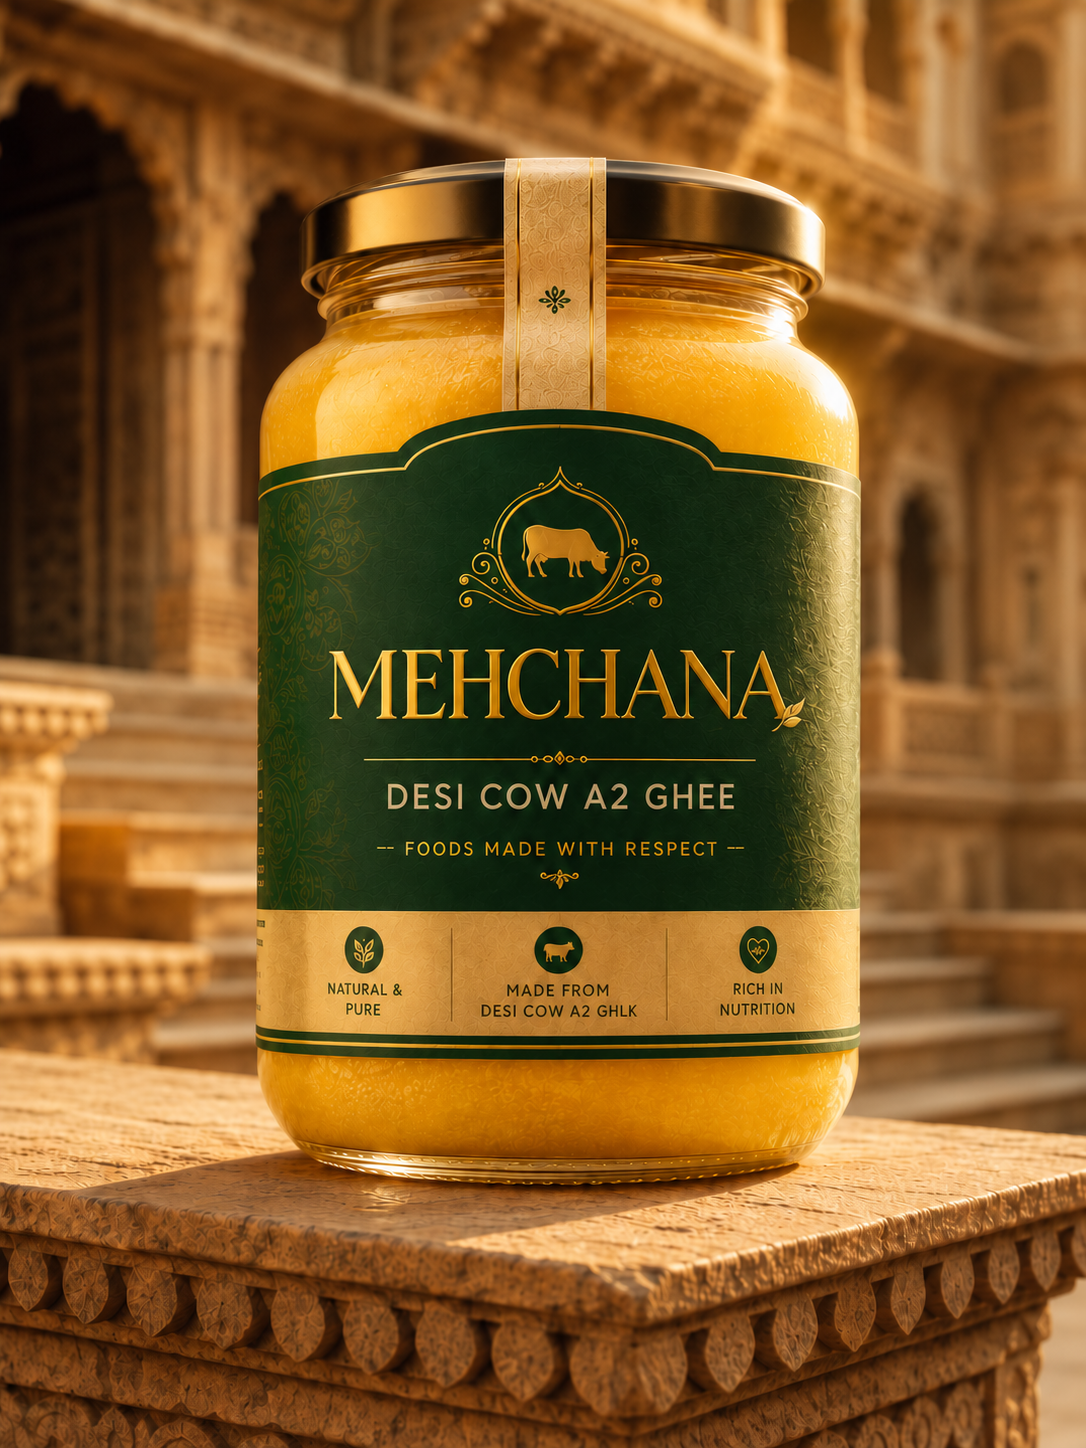 MEHCHANA
DESI COW A2 GHEE
FOODS MADE WITH RESPECT
NATURAL &
PURE
MADE FROM
DESI COW A2 GHLK
RICH IN
NUTRITION